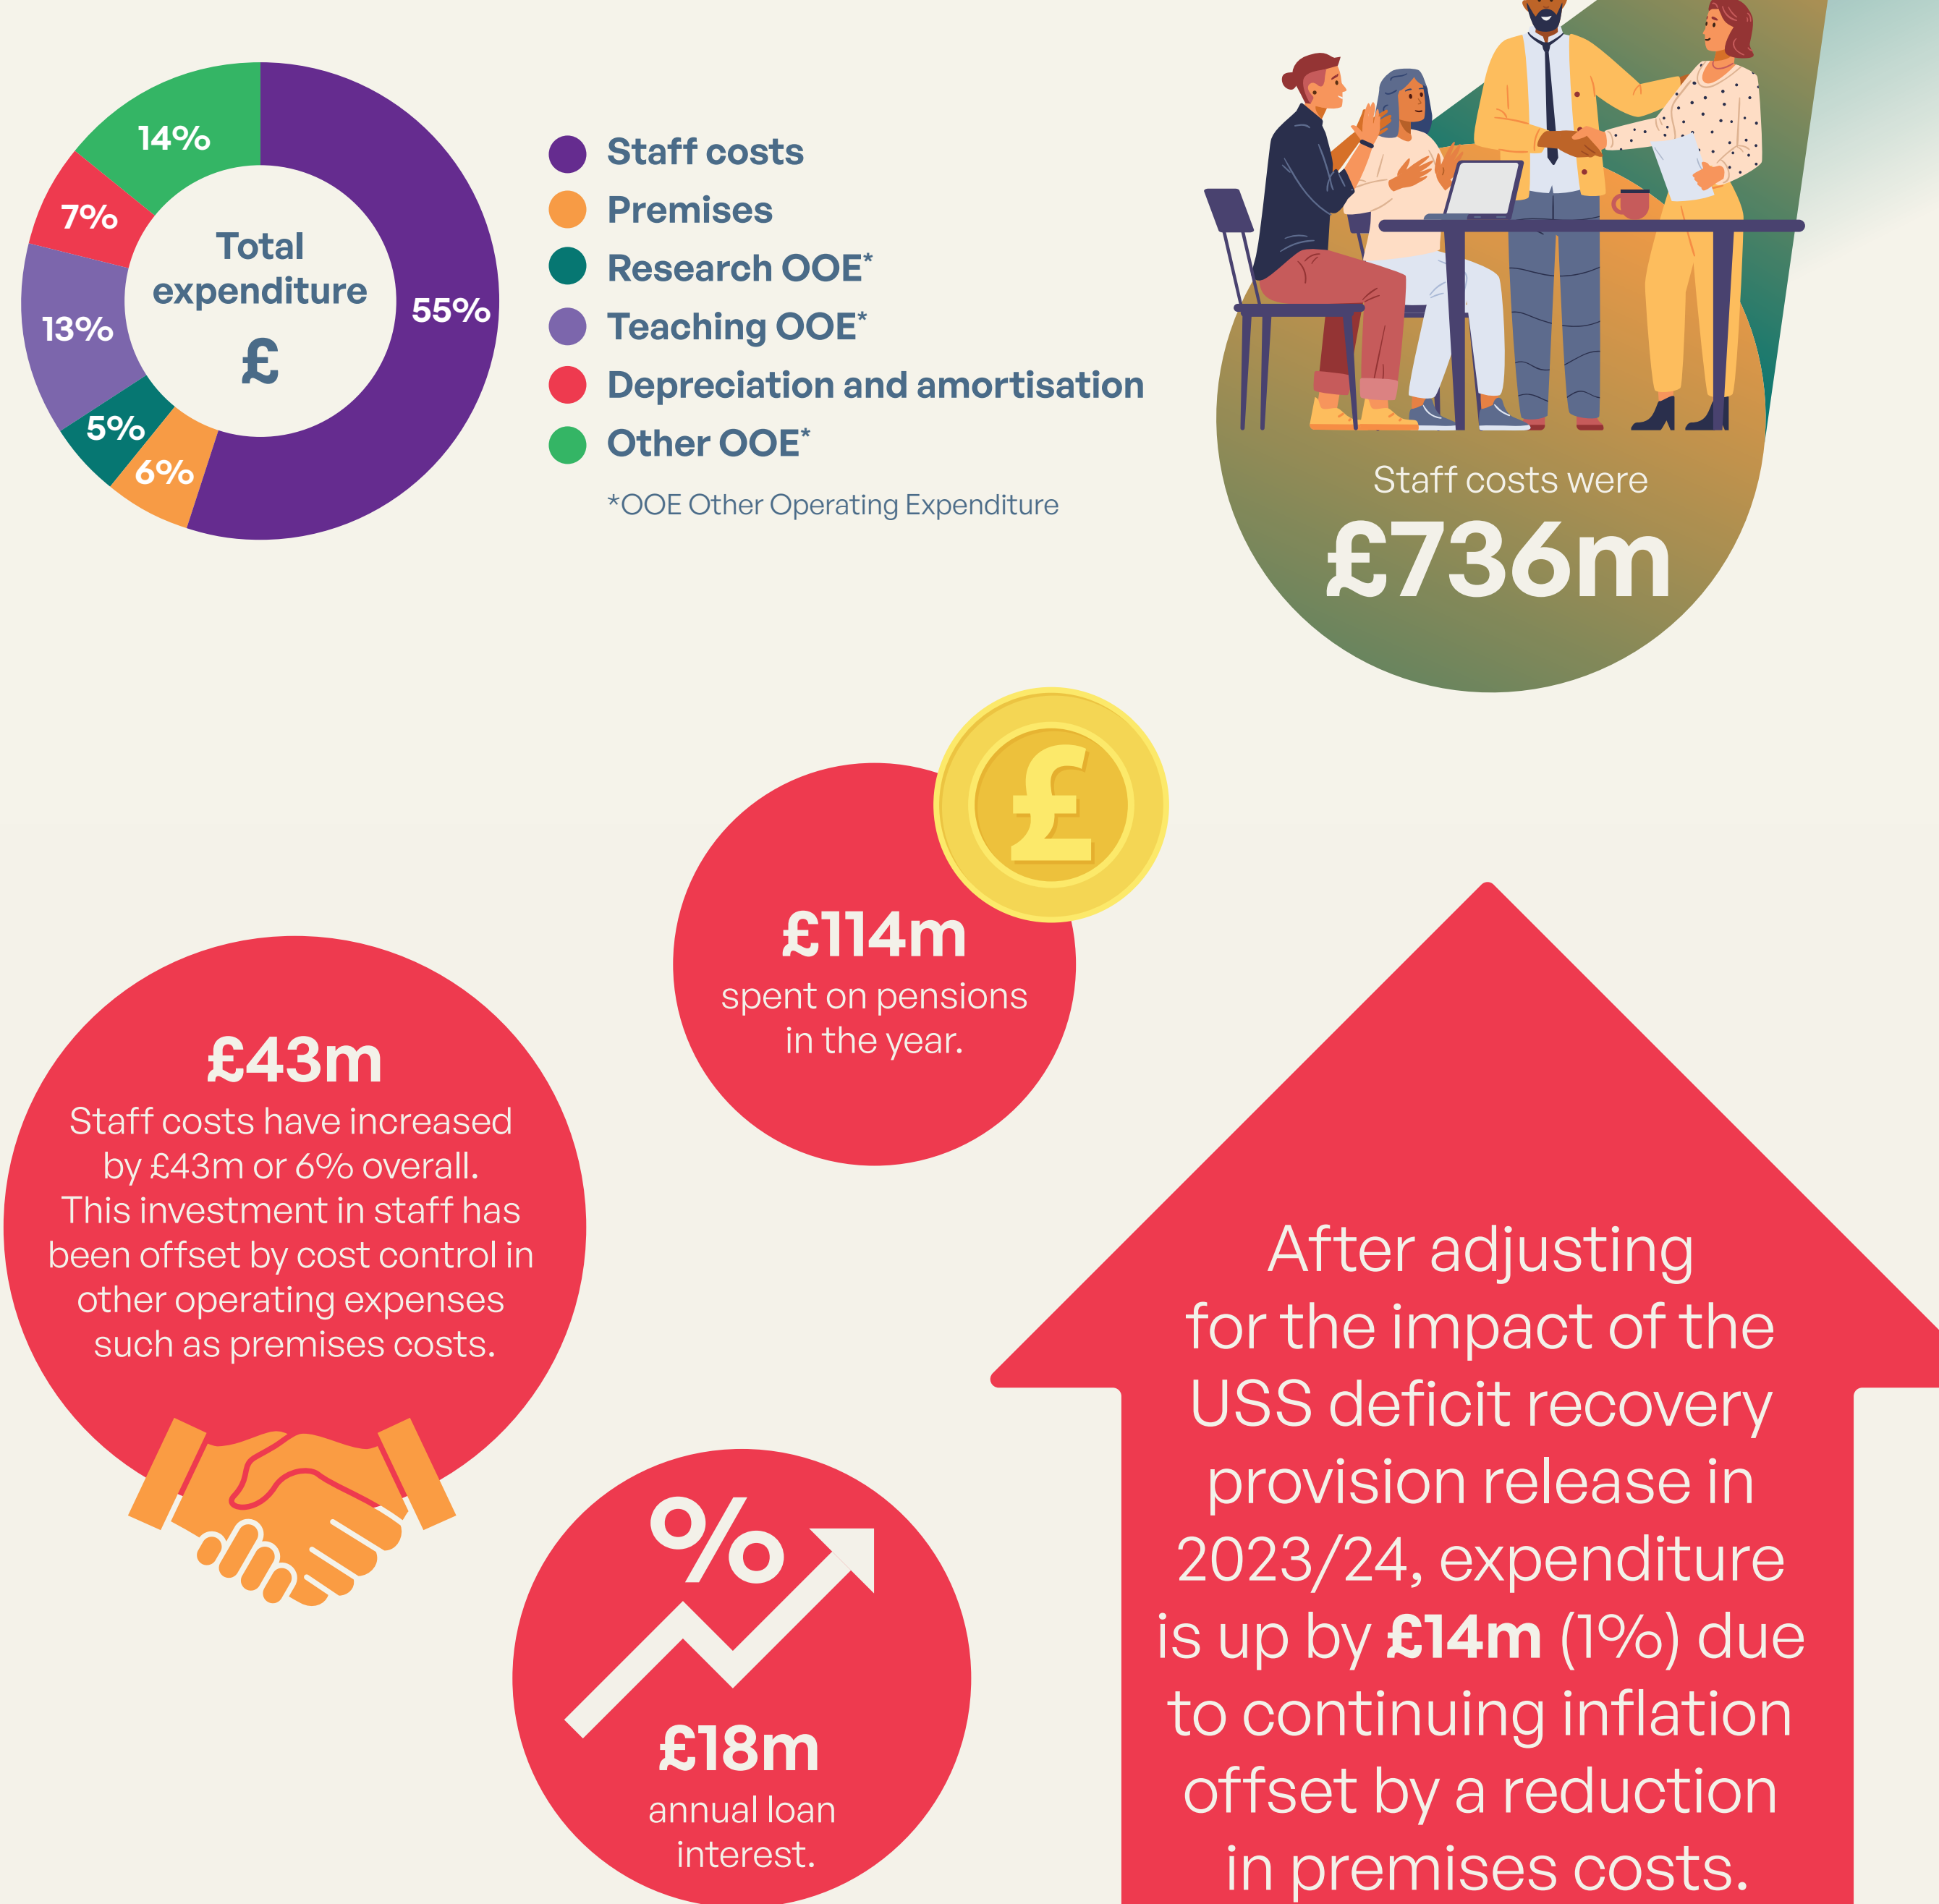 14%
7%
13%
5%
6%
55%
Total
expenditure
£
Staff costs
Premises
Research OOE*
Teaching OOE*
Depreciation and amortisation
Other OOE*
*OOE Other Operating Expenditure
Staff costs were
£736m
£
£114m
spent on pensions
in the year.
£43m
Staff costs have increased
by £43m or 6% overall.
This investment in staff has
been offset by cost control in
other operating expenses
such as premises costs.
%
£18m
annual loan
interest.
After adjusting
for the impact of the
USS deficit recovery
provision release in
2023/24, expenditure
is up by £14m (1%) due
to continuing inflation
offset by a reduction
in premises costs.